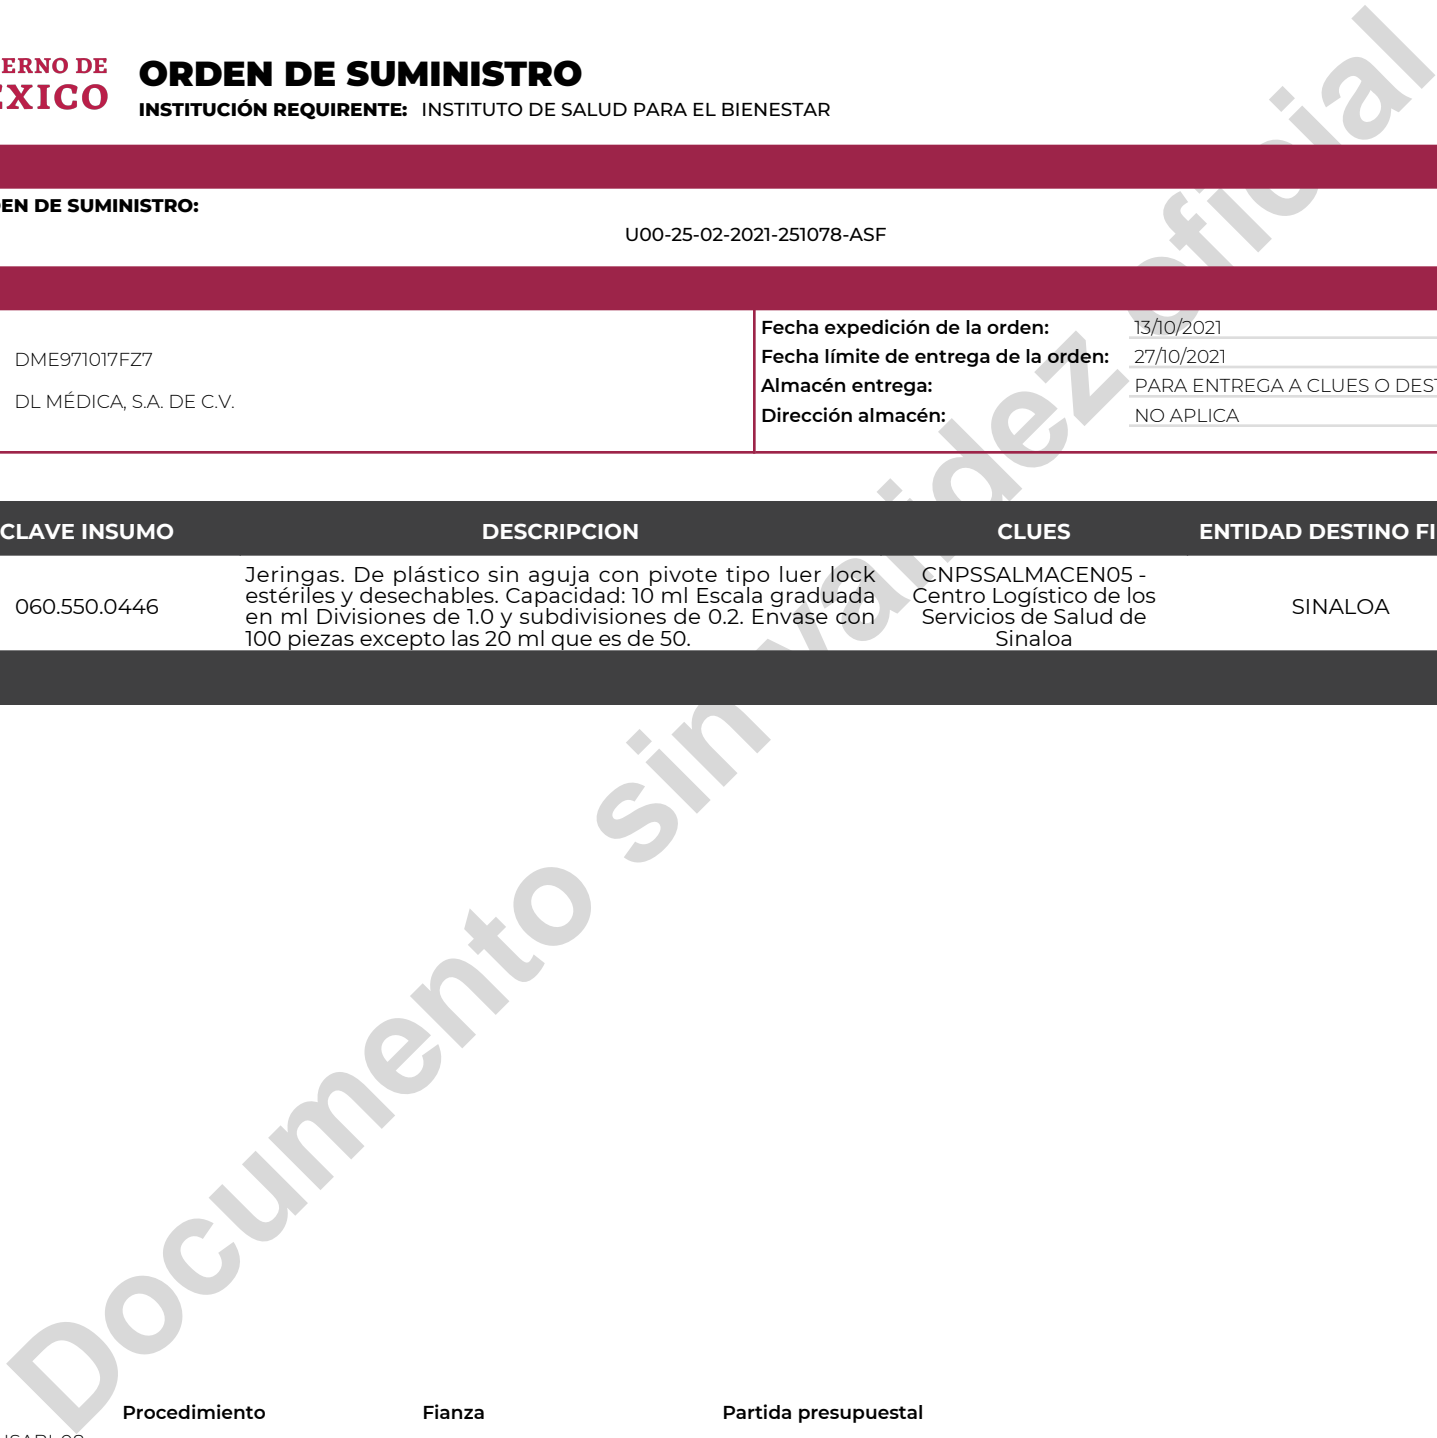 ERNO DE
EXICO
ORDEN DE SUMINISTRO
INSTITUCIÓN REQUIRENTE: INSTITUTO DE SALUD PARA EL BIENESTAR
EN DE SUMINISTRO:
U00-25-02-2021-251078-ASF
DME971017FZ7
DL MÉDICA, S.A. DE C.V.
Fecha expedición de la orden: 13/10/2021
Fecha límite de entrega de la orden: 27/10/2021
Almacén entrega: PARA ENTREGA A CLUES O DEST
Dirección almacén: NO APLICA
CLAVE INSUMO DESCRIPCION CLUES ENTIDAD DESTINO FI
060.550.0446
Jeringas. De plástico sin aguja con pivote tipo luer lock
estériles y desechables. Capacidad: 10 ml Escala graduada
en ml Divisiones de 1.0 y subdivisiones de 0.2. Envase con
100 piezas excepto las 20 ml que es de 50.
CNPSSALMACEN05 -
Centro Logístico de los
Servicios de Salud de
Sinaloa
SINALOA
Documento sin validez oficial
Procedimiento Fianza Partida presupuestal